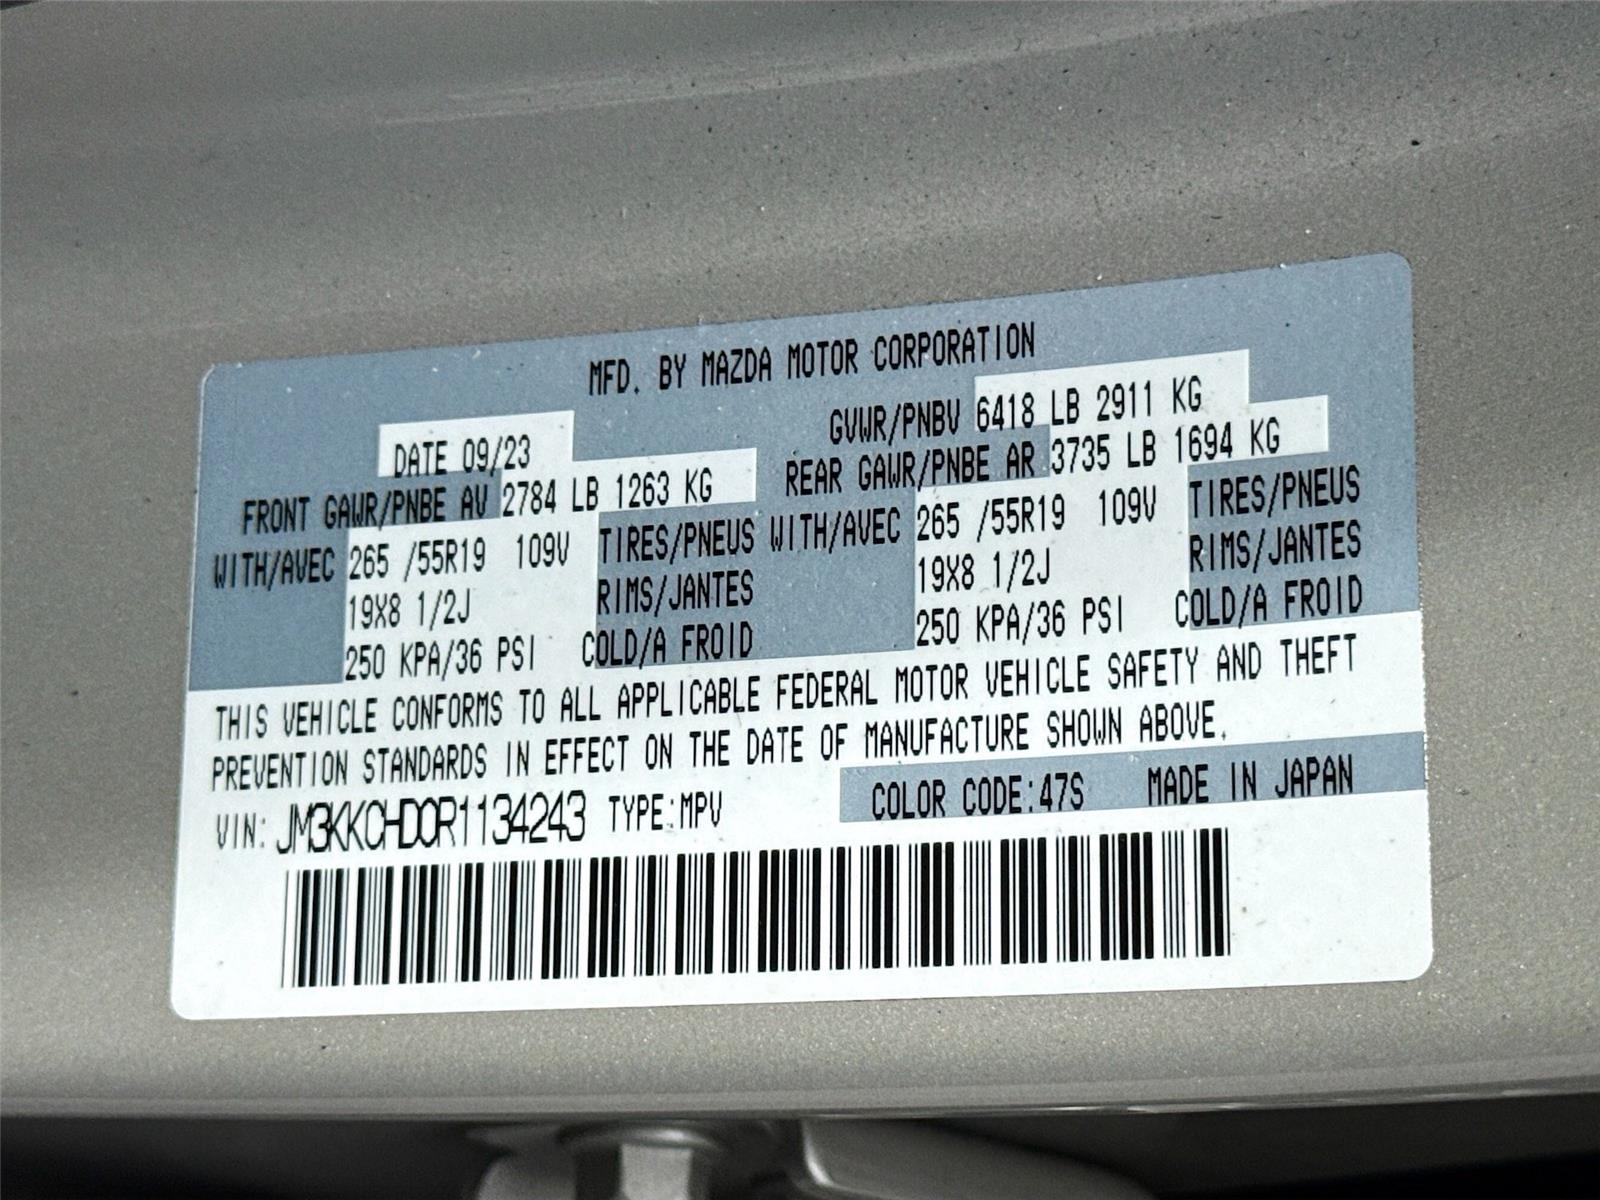 MFD. BY MAZDA MOTOR CORPORATION
DATE 09/23
GVWR/PNBV 6418 LB 2911 KG
FRONT GAWR/PNBE AV 2784 LB 1263 KG
REAR GAWR/PNBE AR 3735 LB 1694 KG
WITH/AVEC 265 /55R19 109V TIRES/PNEUS WITH/AVEC 265 /55R19 109V TIRES/PNEUS
19X8 1/2J RIMS/JANTES 19X8 1/2J RIMS/JANTES
250 KPA/36 PSI COLD/A FROID 250 KPA/36 PSI COLD/A FROID
THIS VEHICLE CONFORMS TO ALL APPLICABLE FEDERAL MOTOR VEHICLE SAFETY AND THEFT
PREVENTION STANDARDS IN EFFECT ON THE DATE OF MANUFACTURE SHOWN ABOVE.
VIN: JM3KKCHD0R1134243 TYPE:MPV COLOR CODE:47S MADE IN JAPAN